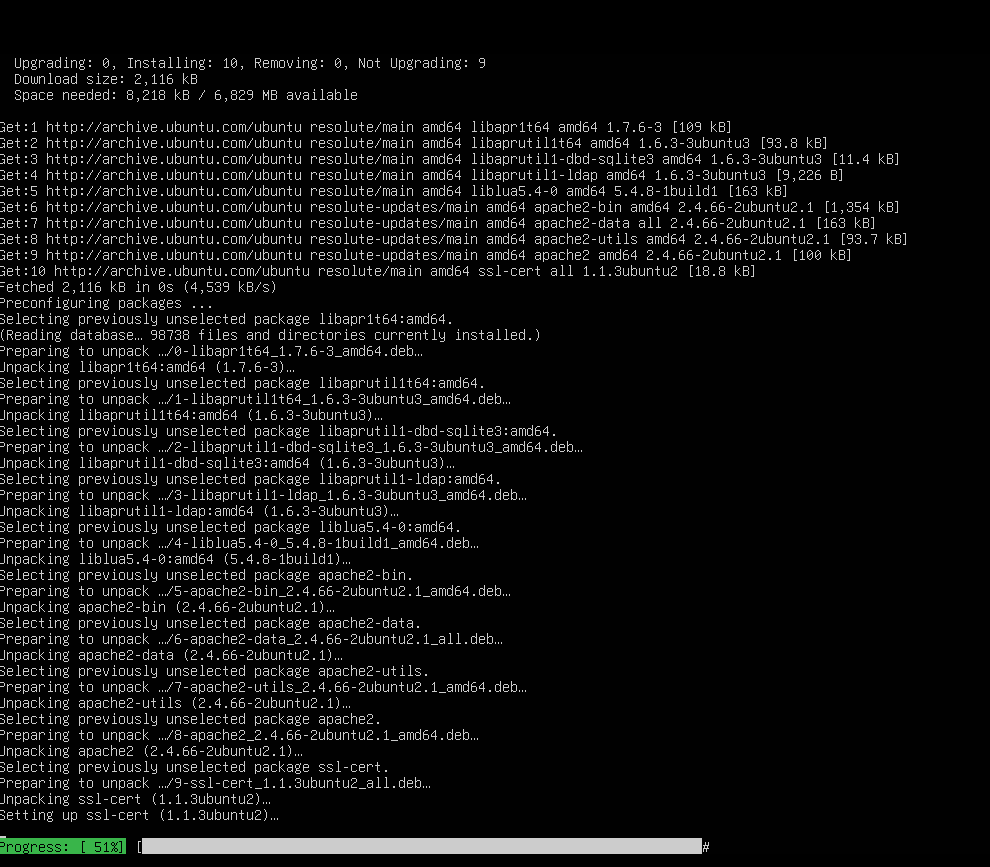 Upgrading: 0, Installing: 10, Removing: 0, Not Upgrading: 9
Download size: 2,116 kB
Space needed: 8,218 kB / 6,829 MB available
Get:1 http://archive.ubuntu.com/ubuntu resolute/main amd64 libapr1t64 amd64 1.7.6-3 [109 kB]
Get:2 http://archive.ubuntu.com/ubuntu resolute/main amd64 libaprutil1t64 amd64 1.6.3-3ubuntu3 [93.8 kB]
Get:3 http://archive.ubuntu.com/ubuntu resolute/main amd64 libaprutil1-dbd-sqlite3 amd64 1.6.3-3ubuntu3 [11.4 kB]
Get:4 http://archive.ubuntu.com/ubuntu resolute/main amd64 libaprutil1-ldap amd64 1.6.3-3ubuntu3 [9,226 B]
Get:5 http://archive.ubuntu.com/ubuntu resolute/main amd64 liblua5.4-0 amd64 5.4.8-1build1 [163 kB]
Get:6 http://archive.ubuntu.com/ubuntu resolute-updates/main amd64 apache2-bin amd64 2.4.66-2ubuntu2.1 [1,354 kB]
Get:7 http://archive.ubuntu.com/ubuntu resolute-updates/main amd64 apache2-data all 2.4.66-2ubuntu2.1 [163 kB]
Get:8 http://archive.ubuntu.com/ubuntu resolute-updates/main amd64 apache2-utils amd64 2.4.66-2ubuntu2.1 [93.7 kB]
Get:9 http://archive.ubuntu.com/ubuntu resolute-updates/main amd64 apache2 amd64 2.4.66-2ubuntu2.1 [100 kB]
Get:10 http://archive.ubuntu.com/ubuntu resolute/main amd64 ssl-cert all 1.1.3ubuntu2 [18.8 kB]
Fetched 2,116 kB in 0s (4,539 kB/s)
Preconfiguring packages ...
Selecting previously unselected package libapr1t64:amd64.
(Reading database… 98738 files and directories currently installed.)
Preparing to unpack …/0-libapr1t64_1.7.6-3_amd64.deb…
Unpacking libapr1t64:amd64 (1.7.6-3)…
Selecting previously unselected package libaprutil1t64:amd64.
Preparing to unpack …/1-libaprutil1t64_1.6.3-3ubuntu3_amd64.deb…
Unpacking libaprutil1t64:amd64 (1.6.3-3ubuntu3)…
Selecting previously unselected package libaprutil1-dbd-sqlite3:amd64.
Preparing to unpack …/2-libaprutil1-dbd-sqlite3_1.6.3-3ubuntu3_amd64.deb…
Unpacking libaprutil1-dbd-sqlite3:amd64 (1.6.3-3ubuntu3)…
Selecting previously unselected package libaprutil1-ldap:amd64.
Preparing to unpack …/3-libaprutil1-ldap_1.6.3-3ubuntu3_amd64.deb…
Unpacking libaprutil1-ldap:amd64 (1.6.3-3ubuntu3)…
Selecting previously unselected package liblua5.4-0:amd64.
Preparing to unpack …/4-liblua5.4-0_5.4.8-1build1_amd64.deb…
Unpacking liblua5.4-0:amd64 (5.4.8-1build1)…
Selecting previously unselected package apache2-bin.
Preparing to unpack …/5-apache2-bin_2.4.66-2ubuntu2.1_amd64.deb…
Unpacking apache2-bin (2.4.66-2ubuntu2.1)…
Selecting previously unselected package apache2-data.
Preparing to unpack …/6-apache2-data_2.4.66-2ubuntu2.1_all.deb…
Unpacking apache2-data (2.4.66-2ubuntu2.1)…
Selecting previously unselected package apache2-utils.
Preparing to unpack …/7-apache2-utils_2.4.66-2ubuntu2.1_amd64.deb…
Unpacking apache2-utils (2.4.66-2ubuntu2.1)…
Selecting previously unselected package apache2.
Preparing to unpack …/8-apache2_2.4.66-2ubuntu2.1_amd64.deb…
Unpacking apache2 (2.4.66-2ubuntu2.1)…
Selecting previously unselected package ssl-cert.
Preparing to unpack …/9-ssl-cert_1.1.3ubuntu2_all.deb…
Unpacking ssl-cert (1.1.3ubuntu2)…
Setting up ssl-cert (1.1.3ubuntu2)…
Progress: [ 51%] [ #